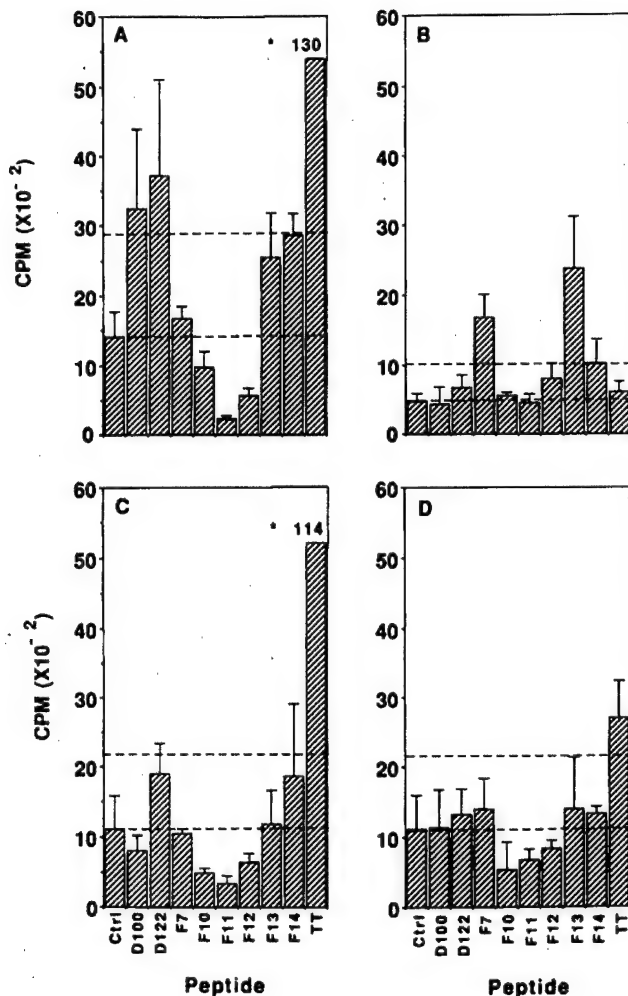 A
* 130
B
60
50
40
30
20
10
0
60
50
40
30
20
10
0
CPM (X10⁻²)
C
* 114
D
60
50
40
30
20
10
0
60
50
40
30
20
10
0
CPM (X10⁻²)
Ctrl
D100
D122
F7
F10
F11
F12
F13
F14
TT
Ctrl
D100
D122
F7
F10
F11
F12
F13
F14
TT
Peptide
Peptide